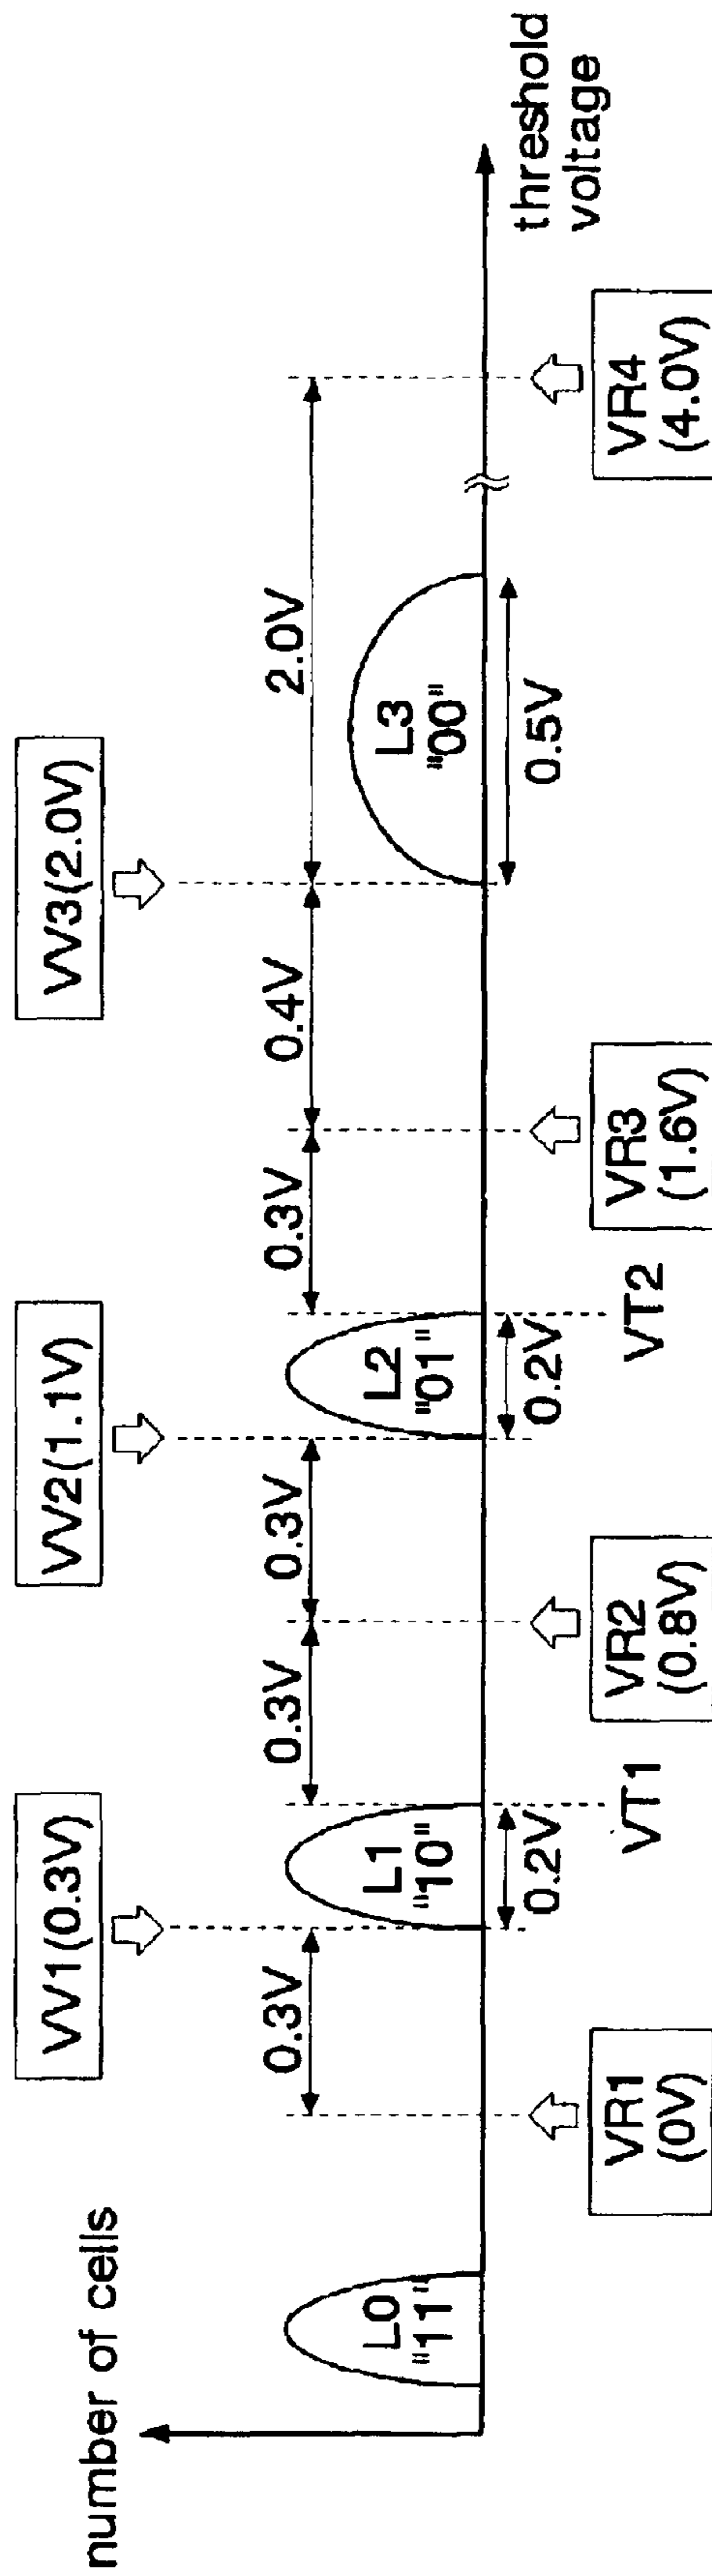 number of cells
VV1(0.3V)
VV2(1.1V)
VV3(2.0V)
0.3V
0.3V
0.3V
0.3V
0.4V
2.0V
L0
"11"
L1
"10"
L2
"01"
L3
"00"
0.2V
0.2V
0.5V
threshold
voltage
VT1
VT2
VR1
(0V)
VR2
(0.8V)
VR3
(1.6V)
VR4
(4.0V)